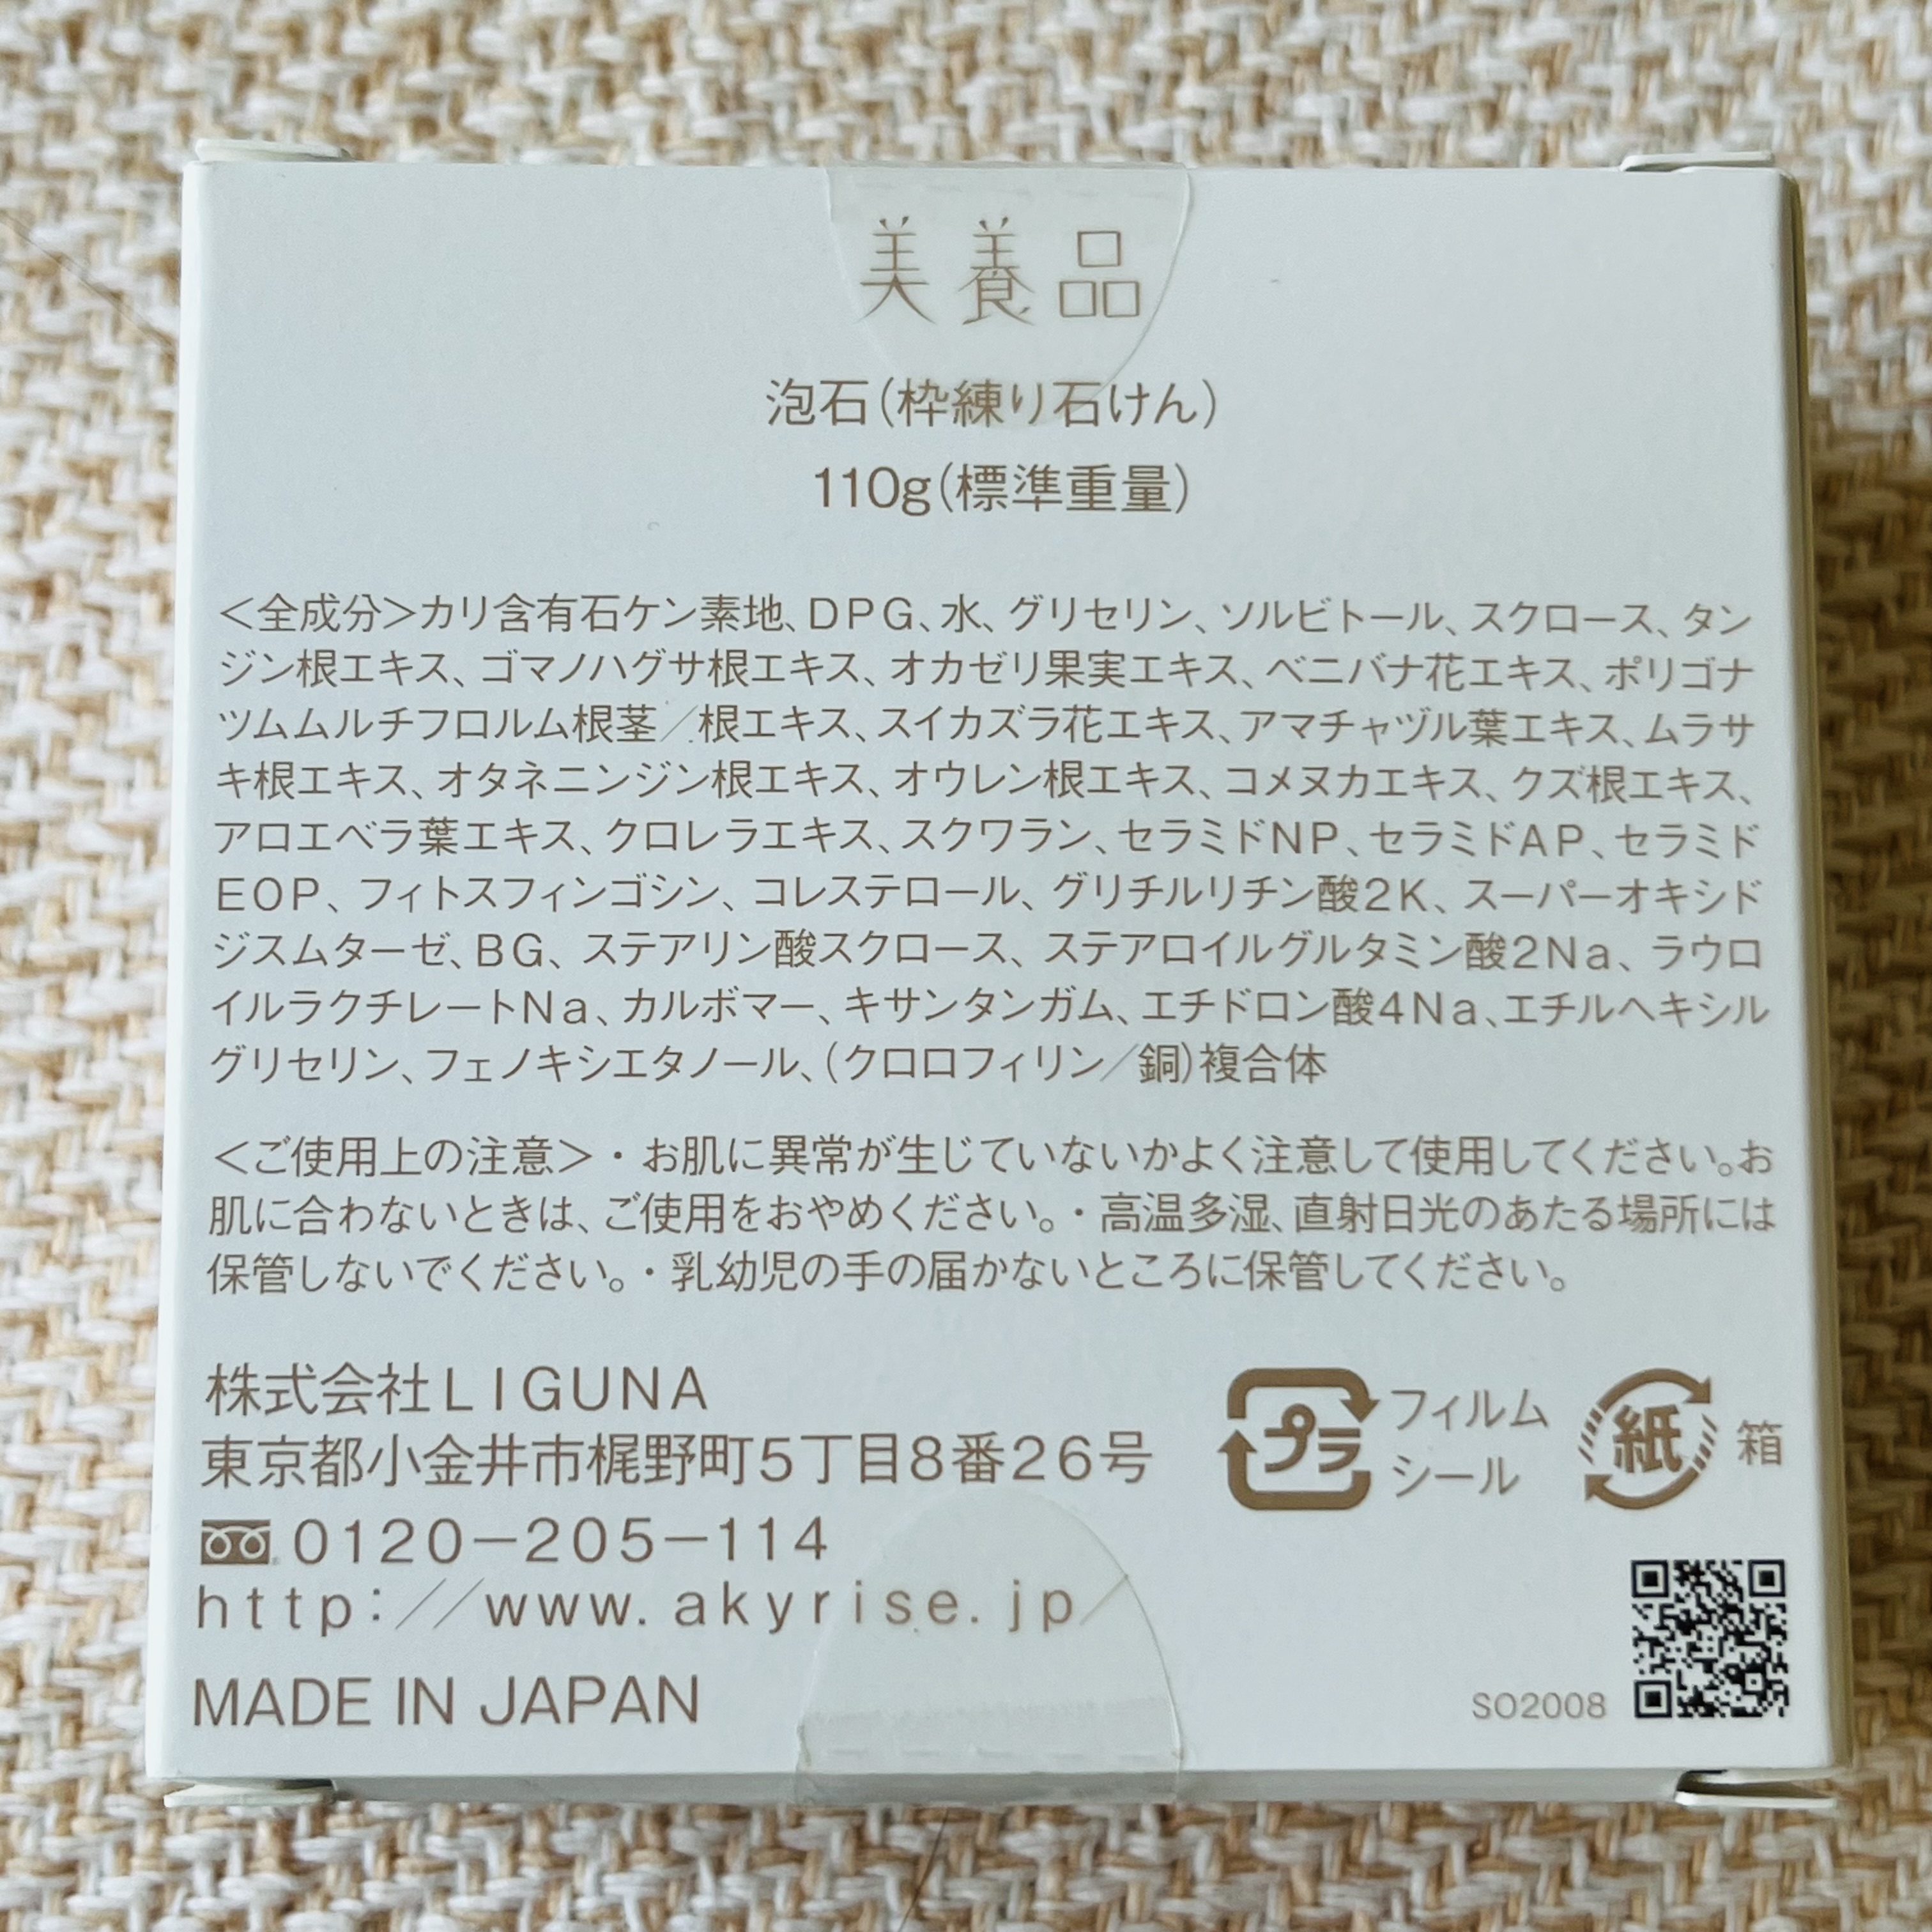 美養品
泡石(枠練り石けん)
110g(標準重量)
＜全成分＞カリ含有石ケン素地、DPG、水、グリセリン、ソルビトール、スクロース、タン
ジン根エキス、ゴマノハグサ根エキス、オカゼリ果実エキス、ベニバナ花エキス、ポリゴナ
ツムムルチフロルム根茎／根エキス、スイカズラ花エキス、アマチャヅル葉エキス、ムラサ
キ根エキス、オタネニンジン根エキス、オウレン根エキス、コメヌカエキス、クズ根エキス、
アロエベラ葉エキス、クロレラエキス、スクワラン、セラミドNP、セラミドAP、セラミド
EOP、フィトスフィンゴシン、コレステロール、グリチルリチン酸2K、スーパーオキシド
ジスムターゼ、BG、ステアリン酸スクロース、ステアロイルグルタミン酸2Na、ラウロ
イルラクチレートNa、カルボマー、キサンタンガム、エチドロン酸4Na、エチルヘキシル
グリセリン、フェノキシエタノール、(クロロフィリン／銅)複合体
＜ご使用上の注意＞・お肌に異常が生じていないかよく注意して使用してください。お
肌に合わないときは、ご使用をおやめください。・高温多湿、直射日光のあたる場所には
保管しないでください。・乳幼児の手の届かないところに保管してください。
株式会社LIGUNA
東京都小金井市梶野町5丁目8番26号
0120-205-114
http://www.akyrise.jp/
MADE IN JAPAN
プラ
フィルム
シール
紙
箱
SO2008